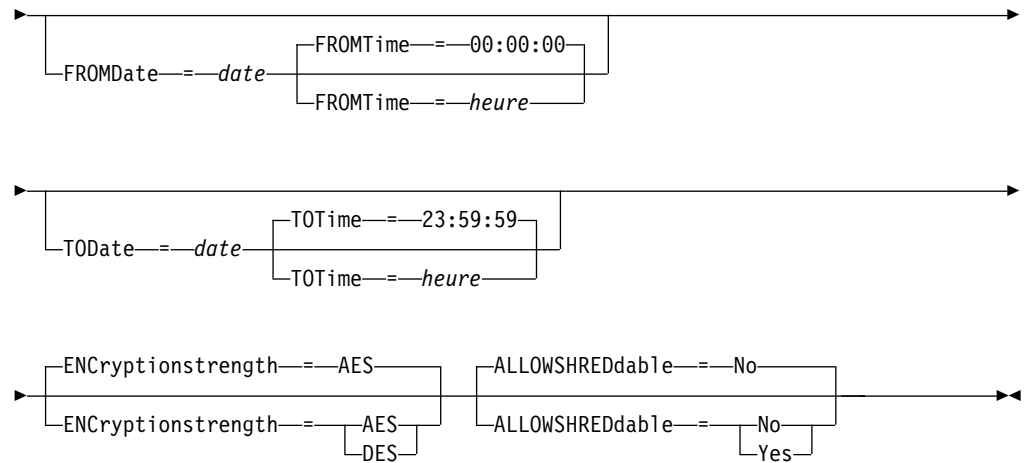 FROMTime = 00:00:00
FROMDate = date
FROMTime = heure
TOTime = 23:59:59
TODate = date
TOTime = heure
ENCryptionstrength = AES ALLOWSHREDdable = No
ENCryptionstrength = AES ALLOWSHREDdable = No
DES Yes